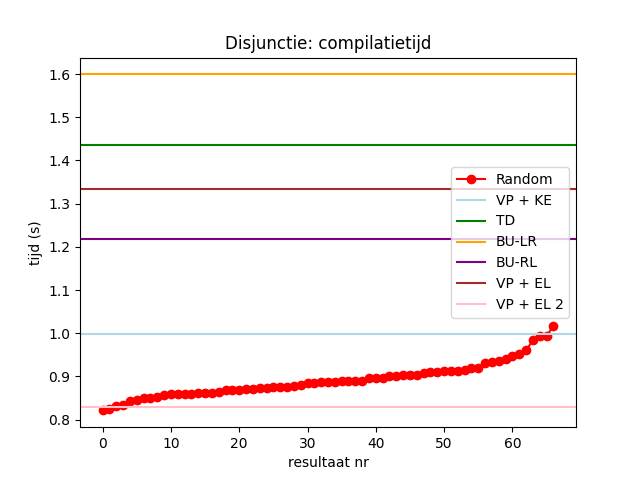 Disjunctie: compilatietijd
tijd (s)
1.6
1.5
1.4
1.3
1.2
1.1
1.0
0.9
0.8
Random
VP + KE
TD
BU-LR
BU-RL
VP + EL
VP + EL 2
0 10 20 30 40 50 60
resultaat nr